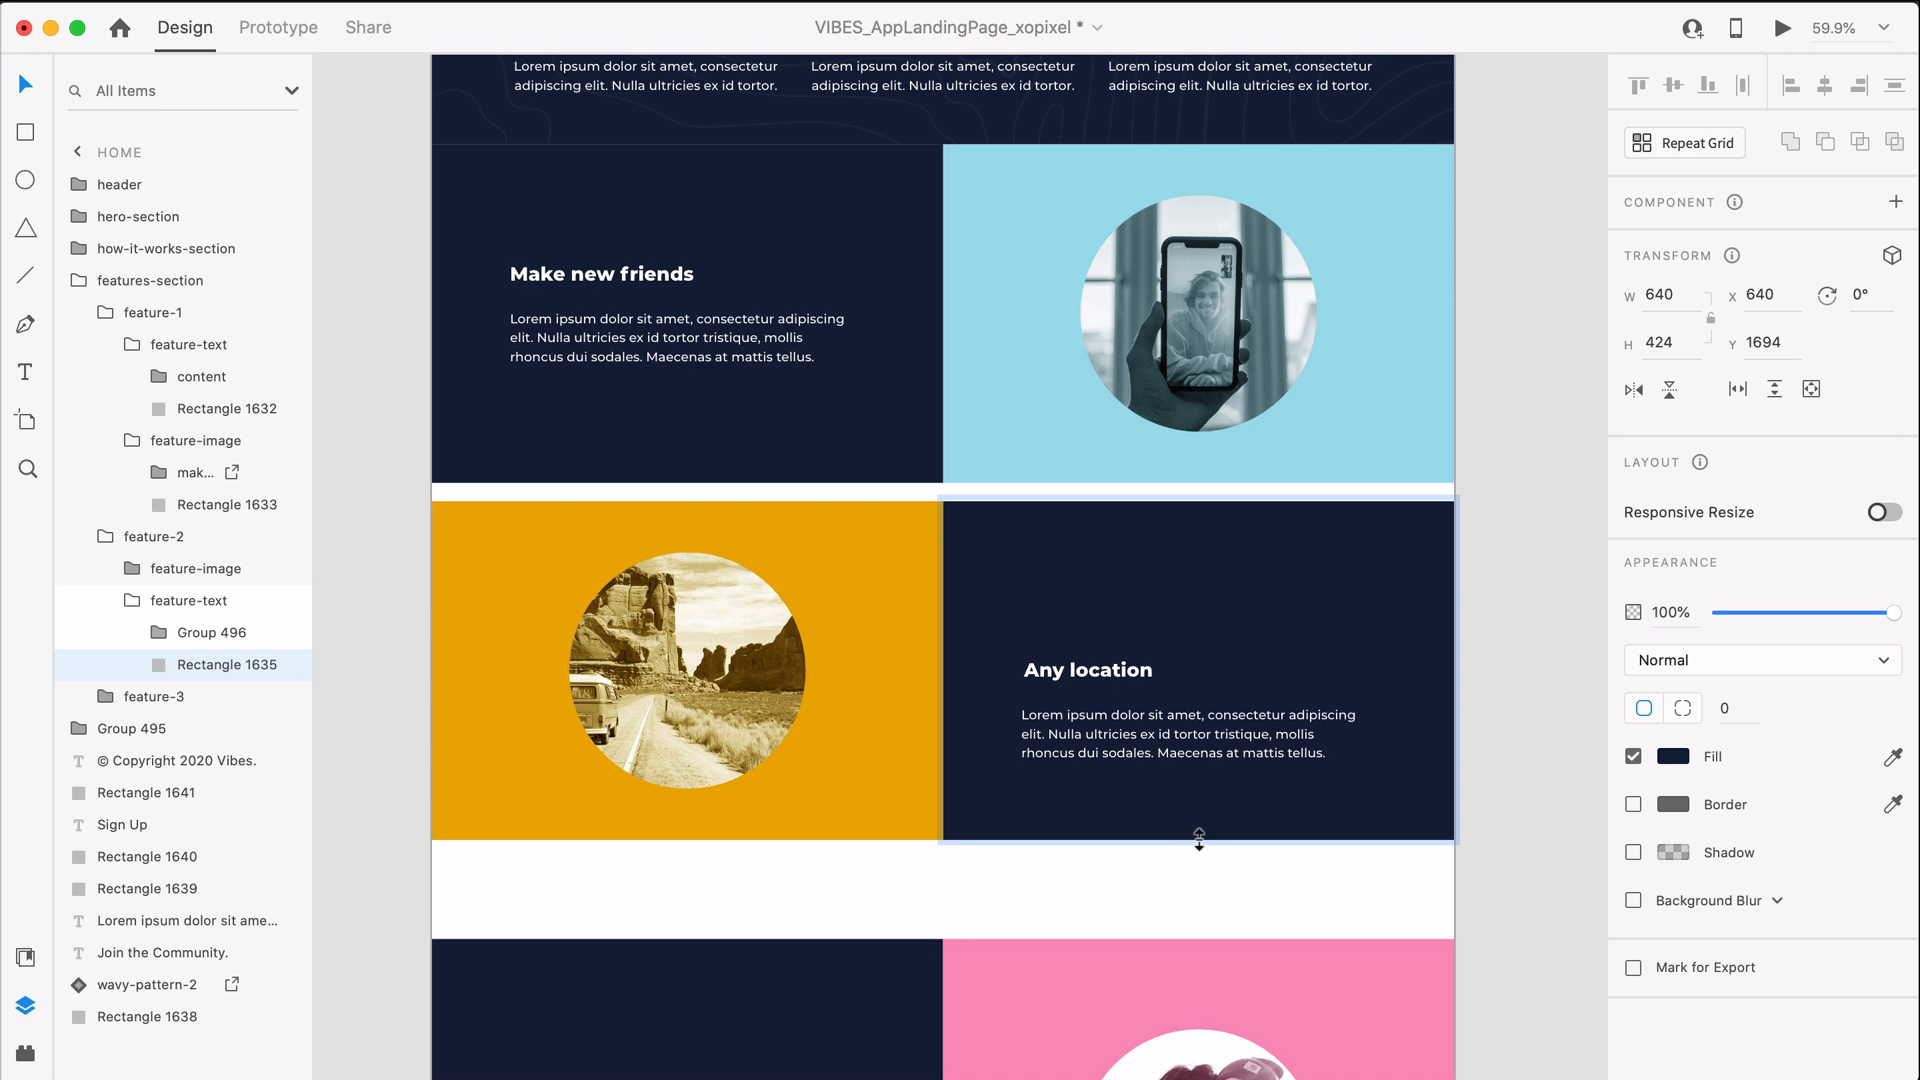 Design
Prototype
Share
VIBES_AppLandingPage_xopixel *
59.9%
All Items
HOME
header
hero-section
how-it-works-section
features-section
feature-1
feature-text
content
Rectangle 1632
feature-image
mak...
Rectangle 1633
feature-2
feature-image
feature-text
Group 496
Rectangle 1635
feature-3
Group 495
T © Copyright 2020 Vibes.
Rectangle 1641
T Sign Up
Rectangle 1640
Rectangle 1639
T Lorem ipsum dolor sit ame...
T Join the Community.
wavy-pattern-2
Rectangle 1638
Lorem ipsum dolor sit amet, consectetur
adipiscing elit. Nulla ultricies ex id tortor.
Lorem ipsum dolor sit amet, consectetur
adipiscing elit. Nulla ultricies ex id tortor.
Lorem ipsum dolor sit amet, consectetur
adipiscing elit. Nulla ultricies ex id tortor.
Make new friends
Lorem ipsum dolor sit amet, consectetur adipiscing
elit. Nulla ultricies ex id tortor tristique, mollis
rhoncus dui sodales. Maecenas at mattis tellus.
Any location
Lorem ipsum dolor sit amet, consectetur adipiscing
elit. Nulla ultricies ex id tortor tristique, mollis
rhoncus dui sodales. Maecenas at mattis tellus.
Repeat Grid
COMPONENT
TRANSFORM
W 640 X 640 0°
H 424 Y 1694
LAYOUT
Responsive Resize
APPEARANCE
100%
Normal
0
Fill
Border
Shadow
Background Blur
Mark for Export